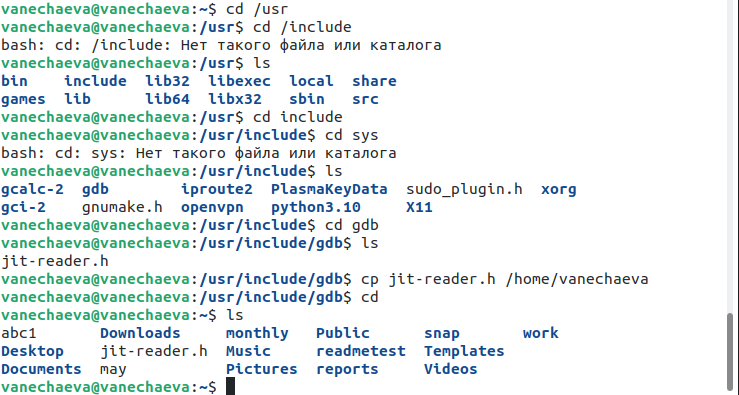 vanechaeva@vanechaeva:~$ cd /usr
vanechaeva@vanechaeva:/usr$ cd /include
bash: cd: /include: Нет такого файла или каталога
vanechaeva@vanechaeva:/usr$ ls
bin    include  lib32  libexec  local  share
games  lib      lib64  libx32   sbin   src
vanechaeva@vanechaeva:/usr$ cd include
vanechaeva@vanechaeva:/usr/include$ cd sys
bash: cd: sys: Нет такого файла или каталога
vanechaeva@vanechaeva:/usr/include$ ls
gcalc-2  gdb        iproute2  PlasmaKeyData  sudo_plugin.h  xorg
gci-2    gnumake.h  openvpn   python3.10     X11
vanechaeva@vanechaeva:/usr/include$ cd gdb
vanechaeva@vanechaeva:/usr/include/gdb$ ls
jit-reader.h
vanechaeva@vanechaeva:/usr/include/gdb$ cp jit-reader.h /home/vanechaeva
vanechaeva@vanechaeva:/usr/include/gdb$ cd
vanechaeva@vanechaeva:~$ ls
abc1       Downloads     monthly   Public      snap       work
Desktop    jit-reader.h  Music     readmetest  Templates
Documents  may           Pictures  reports     Videos
vanechaeva@vanechaeva:~$